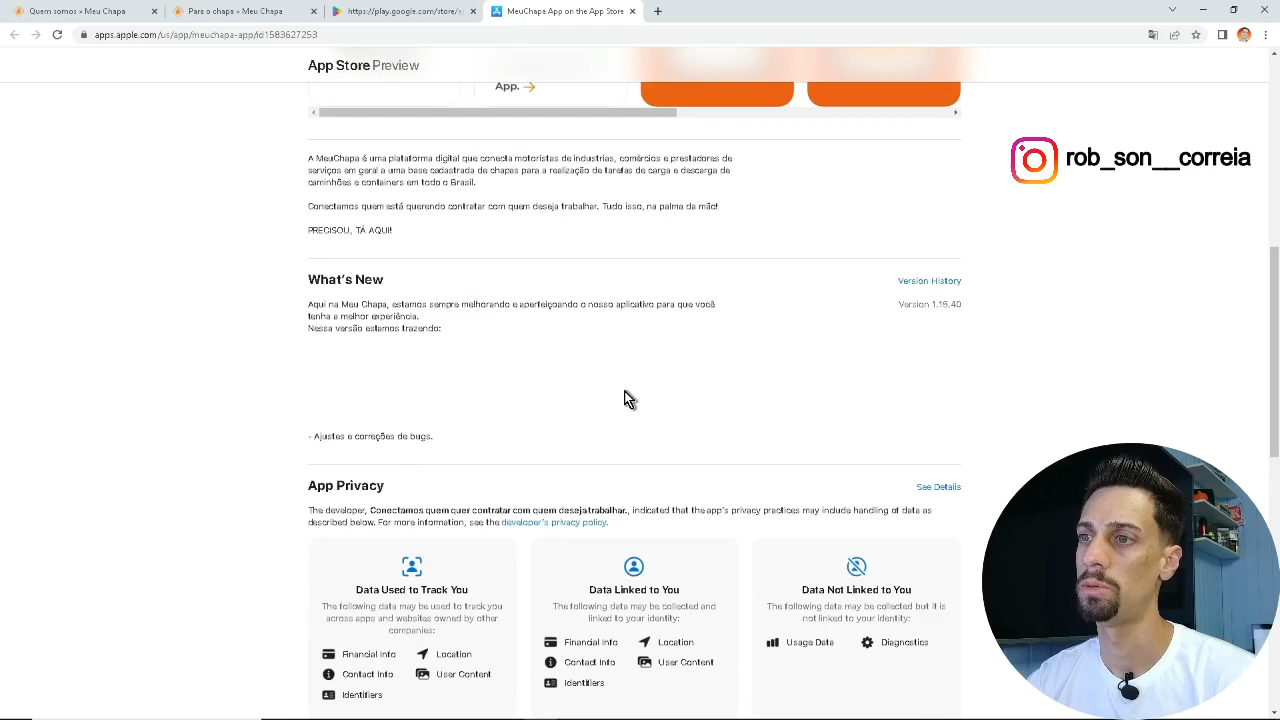 Quem somos » Meu Chapa
Para o chapa » Meu Chapa
https://play.google.com/store/s
MeuChapa App on the App Store
apps.apple.com/us/app/meuchapa-app/id1583627253
App Store Preview
App.
A MeuChapa é uma plataforma digital que conecta motoristas de industrias, comércios e prestadores de
serviços em geral a uma base cadastrada de chapas para a realização de tarefas de carga e descarga de
caminhões e containers em todo o Brasil.
Conectamos quem está querendo contratar com quem deseja trabalhar. Tudo isso, na palma da mão!
PRECISOU, TÁ AQUI!
rob_son__correia
What's New
Version History
Aqui na Meu Chapa, estamos sempre melhorando e aperfeiçoando o nosso aplicativo para que você
tenha a melhor experiência.
Nessa versão estamos trazendo:
Version 1.15.40
- Ajustes e correções de bugs.
App Privacy
See Details
The developer, Conectamos quem quer contratar com quem deseja trabalhar., indicated that the app's privacy practices may include handling of data as
described below. For more information, see the developer's privacy policy.
Data Used to Track You
The following data may be used to track you
across apps and websites owned by other
companies:
Financial Info
Location
Contact Info
User Content
Identifiers
Data Linked to You
The following data may be collected and
linked to your identity:
Financial Info
Location
Contact Info
User Content
Identifiers
Data Not Linked to You
The following data may be collected but it is
not linked to your identity:
Usage Data
Diagnostics